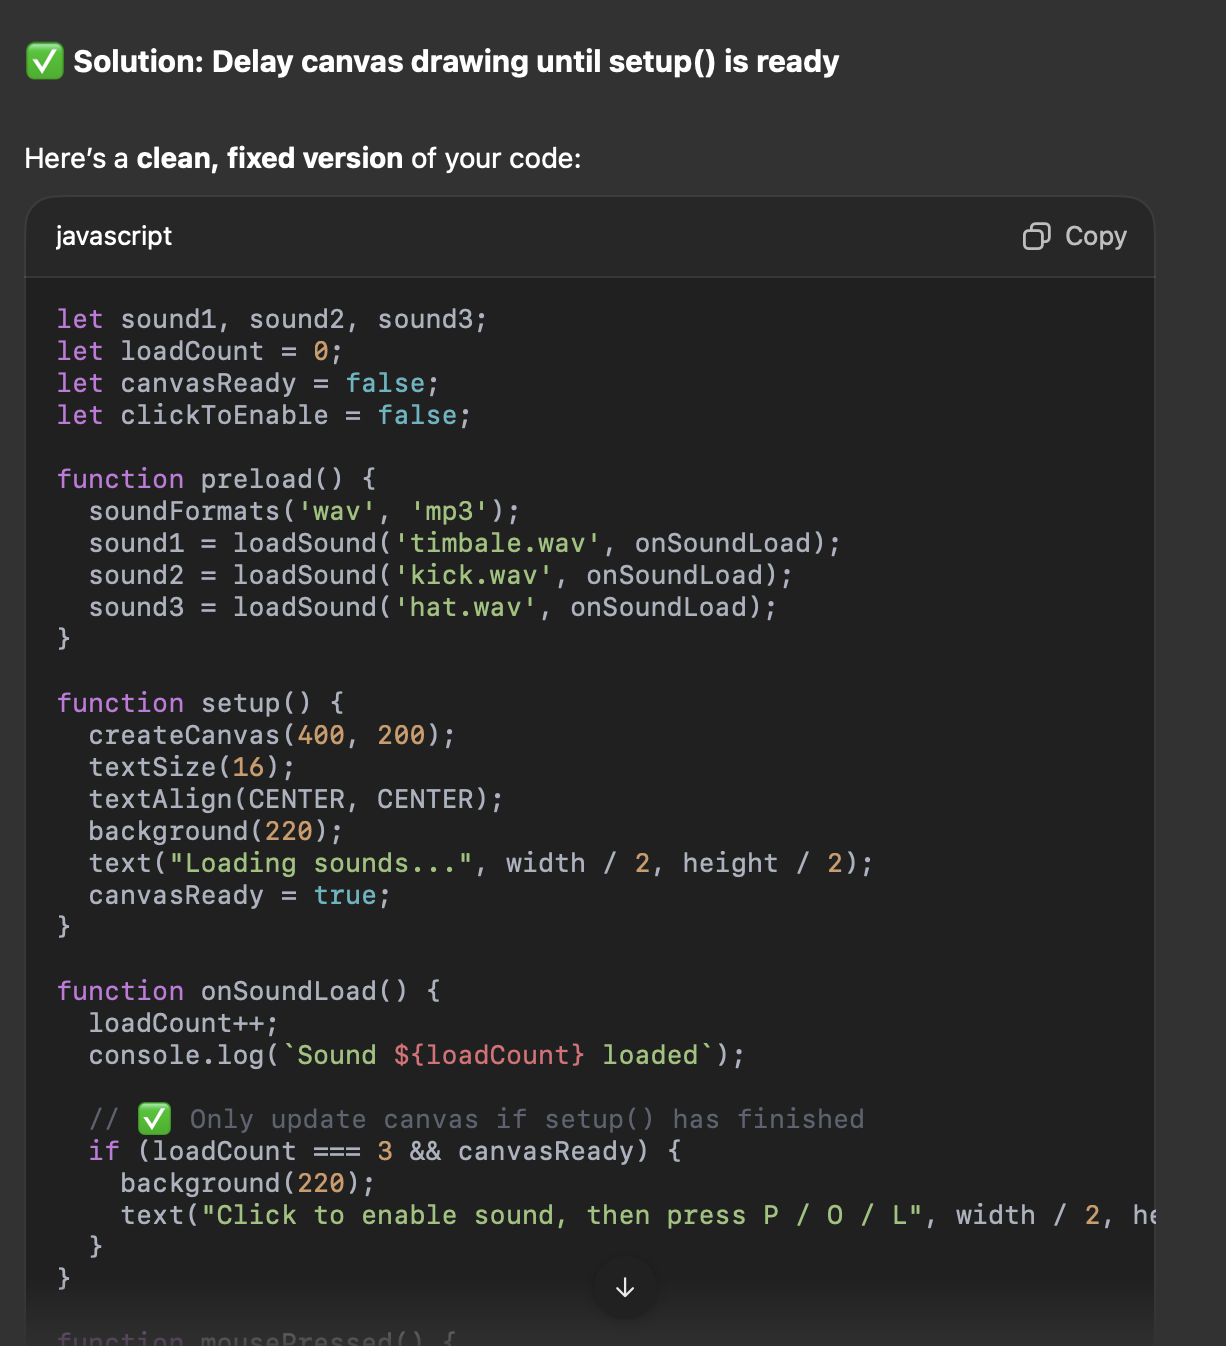 ✅ Solution: Delay canvas drawing until setup() is ready
Here’s a clean, fixed version of your code:
javascript
Copy
let sound1, sound2, sound3;
let loadCount = 0;
let canvasReady = false;
let clickToEnable = false;
function preload() {
  soundFormats('wav', 'mp3');
  sound1 = loadSound('timbale.wav', onSoundLoad);
  sound2 = loadSound('kick.wav', onSoundLoad);
  sound3 = loadSound('hat.wav', onSoundLoad);
}
function setup() {
  createCanvas(400, 200);
  textSize(16);
  textAlign(CENTER, CENTER);
  background(220);
  text("Loading sounds...", width / 2, height / 2);
  canvasReady = true;
}
function onSoundLoad() {
  loadCount++;
  console.log(`Sound ${loadCount} loaded`);
  // ✅ Only update canvas if setup() has finished
  if (loadCount === 3 && canvasReady) {
    background(220);
    text("Click to enable sound, then press P / O / L", width / 2, he
  }
}
function mousePressed() {